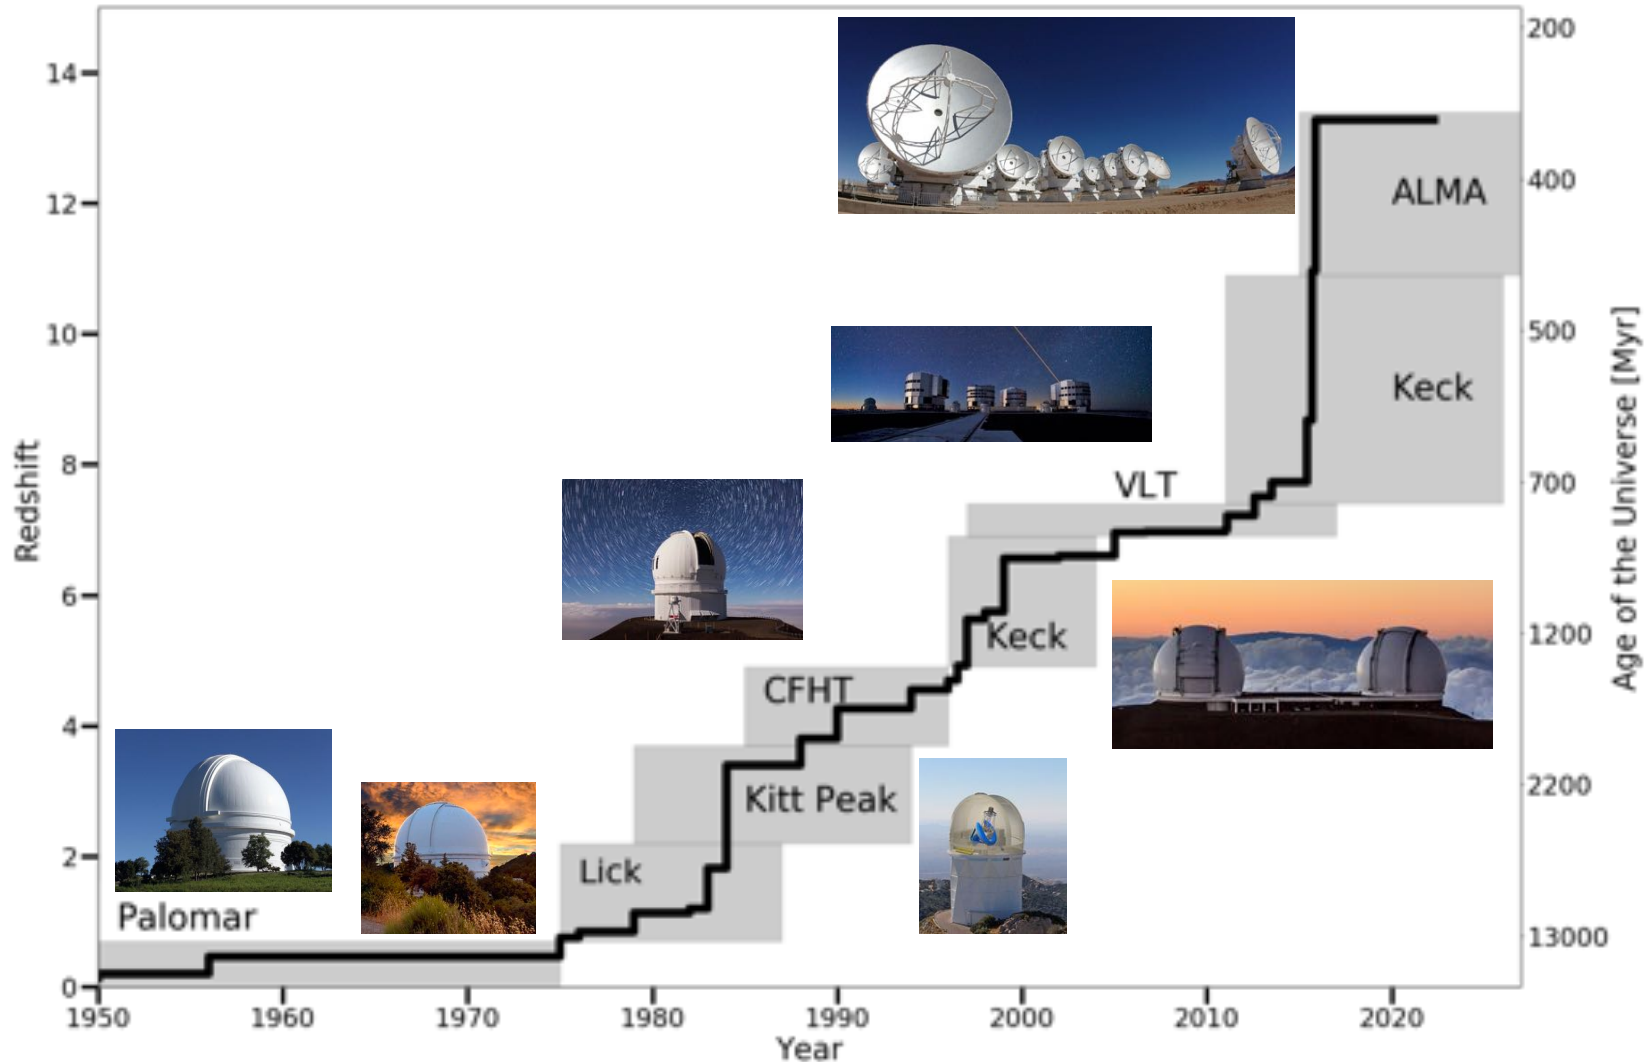 14
12
10
8
6
4
2
0
Redshift
1950
1960
1970
1980
1990
2000
2010
2020
Year
200
400
500
700
1200
2200
13000
Age of the Universe [Myr]
ALMA
Keck
VLT
Keck
CFHT
Kitt Peak
Lick
Palomar